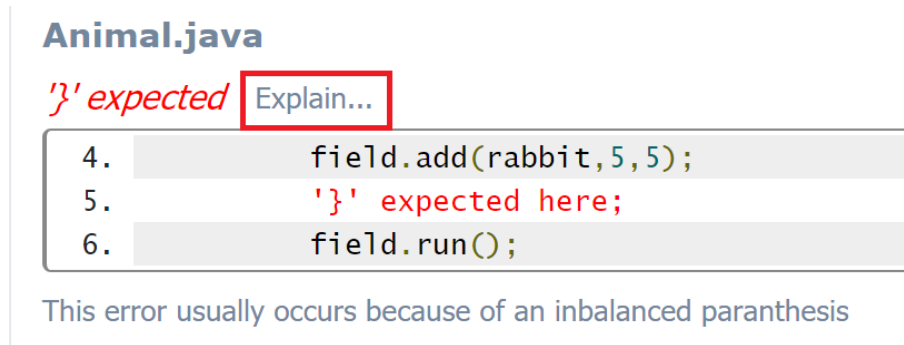 Animal.java
'}' expected Explain...
4. field.add(rabbit,5,5);
5. '}' expected here;
6. field.run();
This error usually occurs because of an inbalanced paranthesis